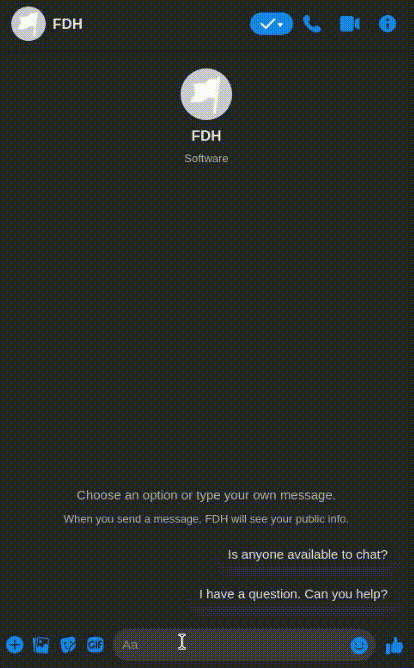 FDH
FDH
Software
Choose an option or type your own message.
When you send a message, FDH will see your public info.
Is anyone available to chat?
I have a question. Can you help?
GIF
Aa